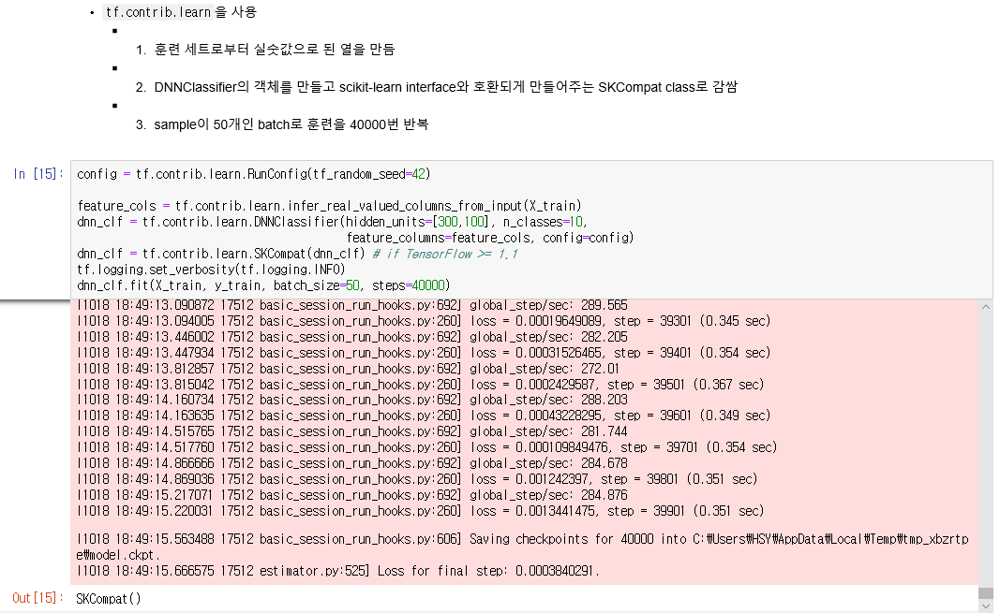 • tf.contrib.learn 을 사용
▪
1. 훈련 세트로부터 실숫값으로 된 열을 만듬
▪
2. DNNClassifier의 객체를 만들고 scikit-learn interface와 호환되게 만들어주는 SKCompat class로 감쌈
▪
3. sample이 50개인 batch로 훈련을 40000번 반복
In [15]: config = tf.contrib.learn.RunConfig(tf_random_seed=42)
feature_cols = tf.contrib.learn.infer_real_valued_columns_from_input(X_train)
dnn_clf = tf.contrib.learn.DNNClassifier(hidden_units=[300,100], n_classes=10,
feature_columns=feature_cols, config=config)
dnn_clf = tf.contrib.learn.SKCompat(dnn_clf) # if TensorFlow >= 1.1
tf.logging.set_verbosity(tf.logging.INFO)
dnn_clf.fit(X_train, y_train, batch_size=50, steps=40000)
I1018 18:49:13.090872 17512 basic_session_run_hooks.py:692] global_step/sec: 289.565
I1018 18:49:13.094005 17512 basic_session_run_hooks.py:260] loss = 0.00019649089, step = 39301 (0.345 sec)
I1018 18:49:13.446002 17512 basic_session_run_hooks.py:692] global_step/sec: 282.205
I1018 18:49:13.447934 17512 basic_session_run_hooks.py:260] loss = 0.00031526465, step = 39401 (0.354 sec)
I1018 18:49:13.812857 17512 basic_session_run_hooks.py:692] global_step/sec: 272.01
I1018 18:49:13.815042 17512 basic_session_run_hooks.py:260] loss = 0.0002429587, step = 39501 (0.367 sec)
I1018 18:49:14.160734 17512 basic_session_run_hooks.py:692] global_step/sec: 288.203
I1018 18:49:14.163635 17512 basic_session_run_hooks.py:260] loss = 0.00043228295, step = 39601 (0.349 sec)
I1018 18:49:14.515765 17512 basic_session_run_hooks.py:692] global_step/sec: 281.744
I1018 18:49:14.517760 17512 basic_session_run_hooks.py:260] loss = 0.000109849476, step = 39701 (0.354 sec)
I1018 18:49:14.866666 17512 basic_session_run_hooks.py:692] global_step/sec: 284.678
I1018 18:49:14.869036 17512 basic_session_run_hooks.py:260] loss = 0.001242397, step = 39801 (0.351 sec)
I1018 18:49:15.217071 17512 basic_session_run_hooks.py:692] global_step/sec: 284.876
I1018 18:49:15.220031 17512 basic_session_run_hooks.py:260] loss = 0.0013441475, step = 39901 (0.351 sec)
I1018 18:49:15.563488 17512 basic_session_run_hooks.py:606] Saving checkpoints for 40000 into C:₩Users₩HSY₩AppData₩Local₩Temp₩tmp_xbzrtp
e₩model.ckpt.
I1018 18:49:15.666575 17512 estimator.py:525] Loss for final step: 0.0003840291.
Out[15]: SKCompat()